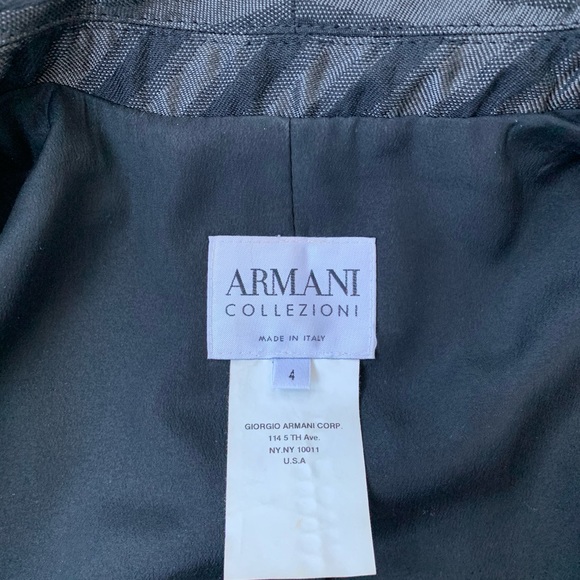 ARMANI
COLLEZIONI
MADE IN ITALY
4
GIORGIO ARMANI CORP.
114 5 TH Ave.
NY.NY 10011
U.S.A